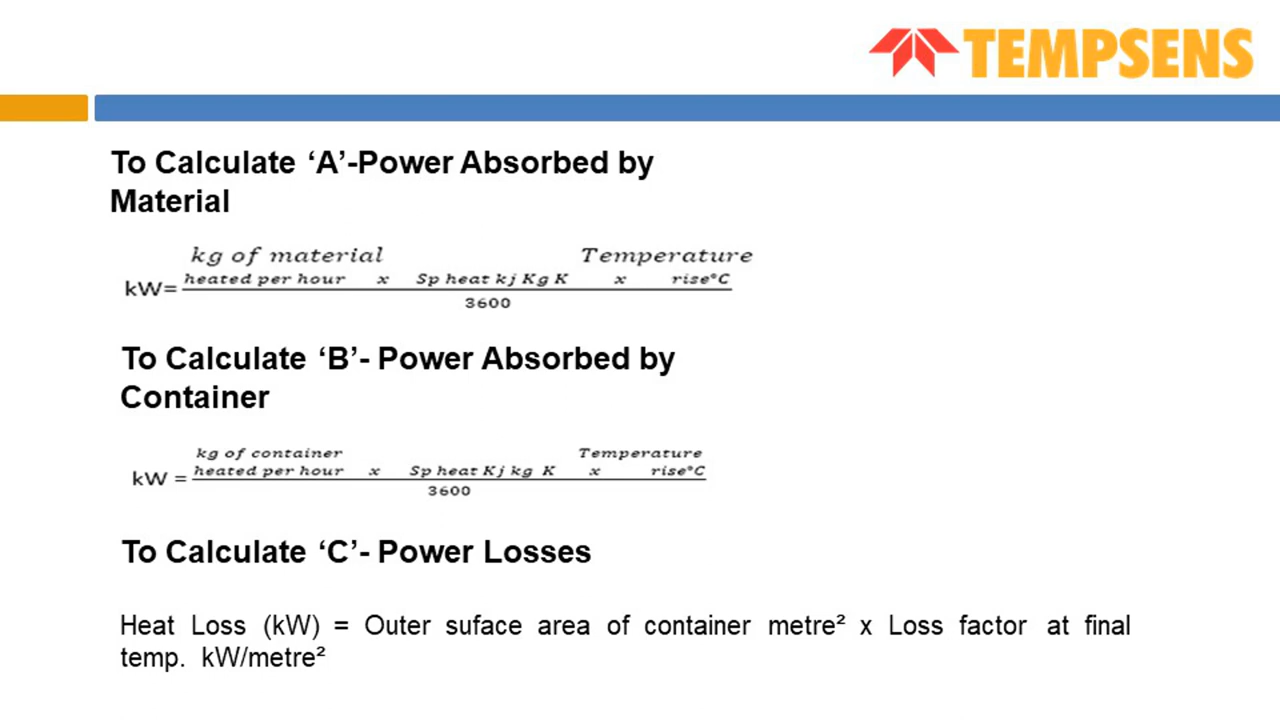 TEMPSENS
To Calculate ‘A’-Power Absorbed by
Material
kg of material Temperature
kW= heated per hour x Sp heat kj Kg K x rise°C
3600
To Calculate ‘B’- Power Absorbed by
Container
kg of container Temperature
kW = heated per hour x Sp heat Kj kg K x rise°C
3600
To Calculate ‘C’- Power Losses
Heat Loss (kW) = Outer suface area of container metre² x Loss factor at final
temp. kW/metre²